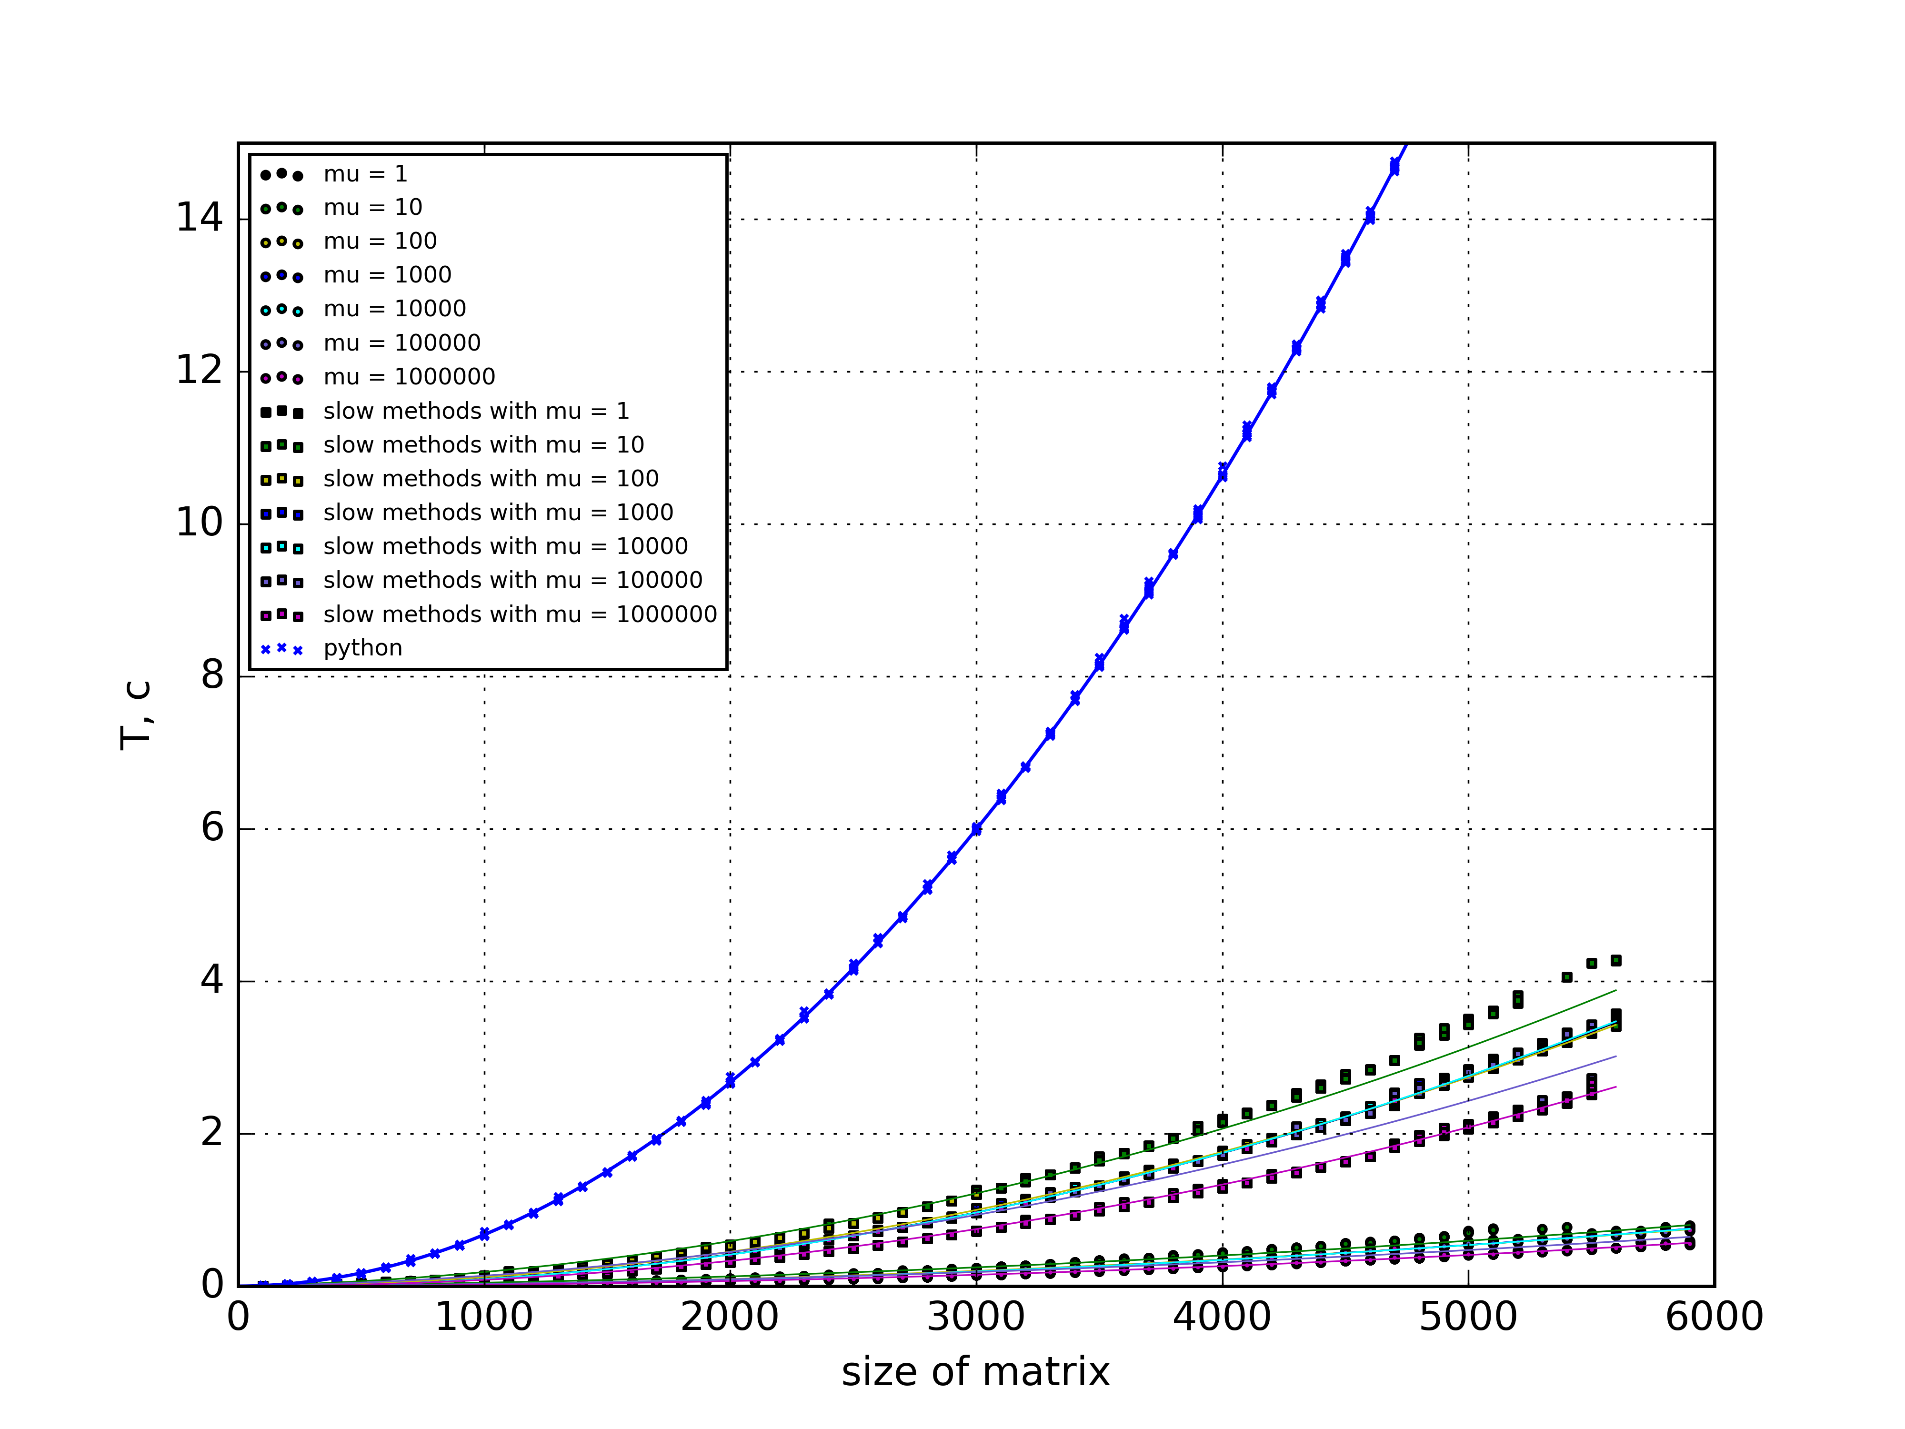 mu = 1
mu = 10
mu = 100
mu = 1000
mu = 10000
mu = 100000
mu = 1000000
slow methods with mu = 1
slow methods with mu = 10
slow methods with mu = 100
slow methods with mu = 1000
slow methods with mu = 10000
slow methods with mu = 100000
slow methods with mu = 1000000
python
14
12
10
8
6
4
2
0
T, c
0 1000 2000 3000 4000 5000 6000
size of matrix